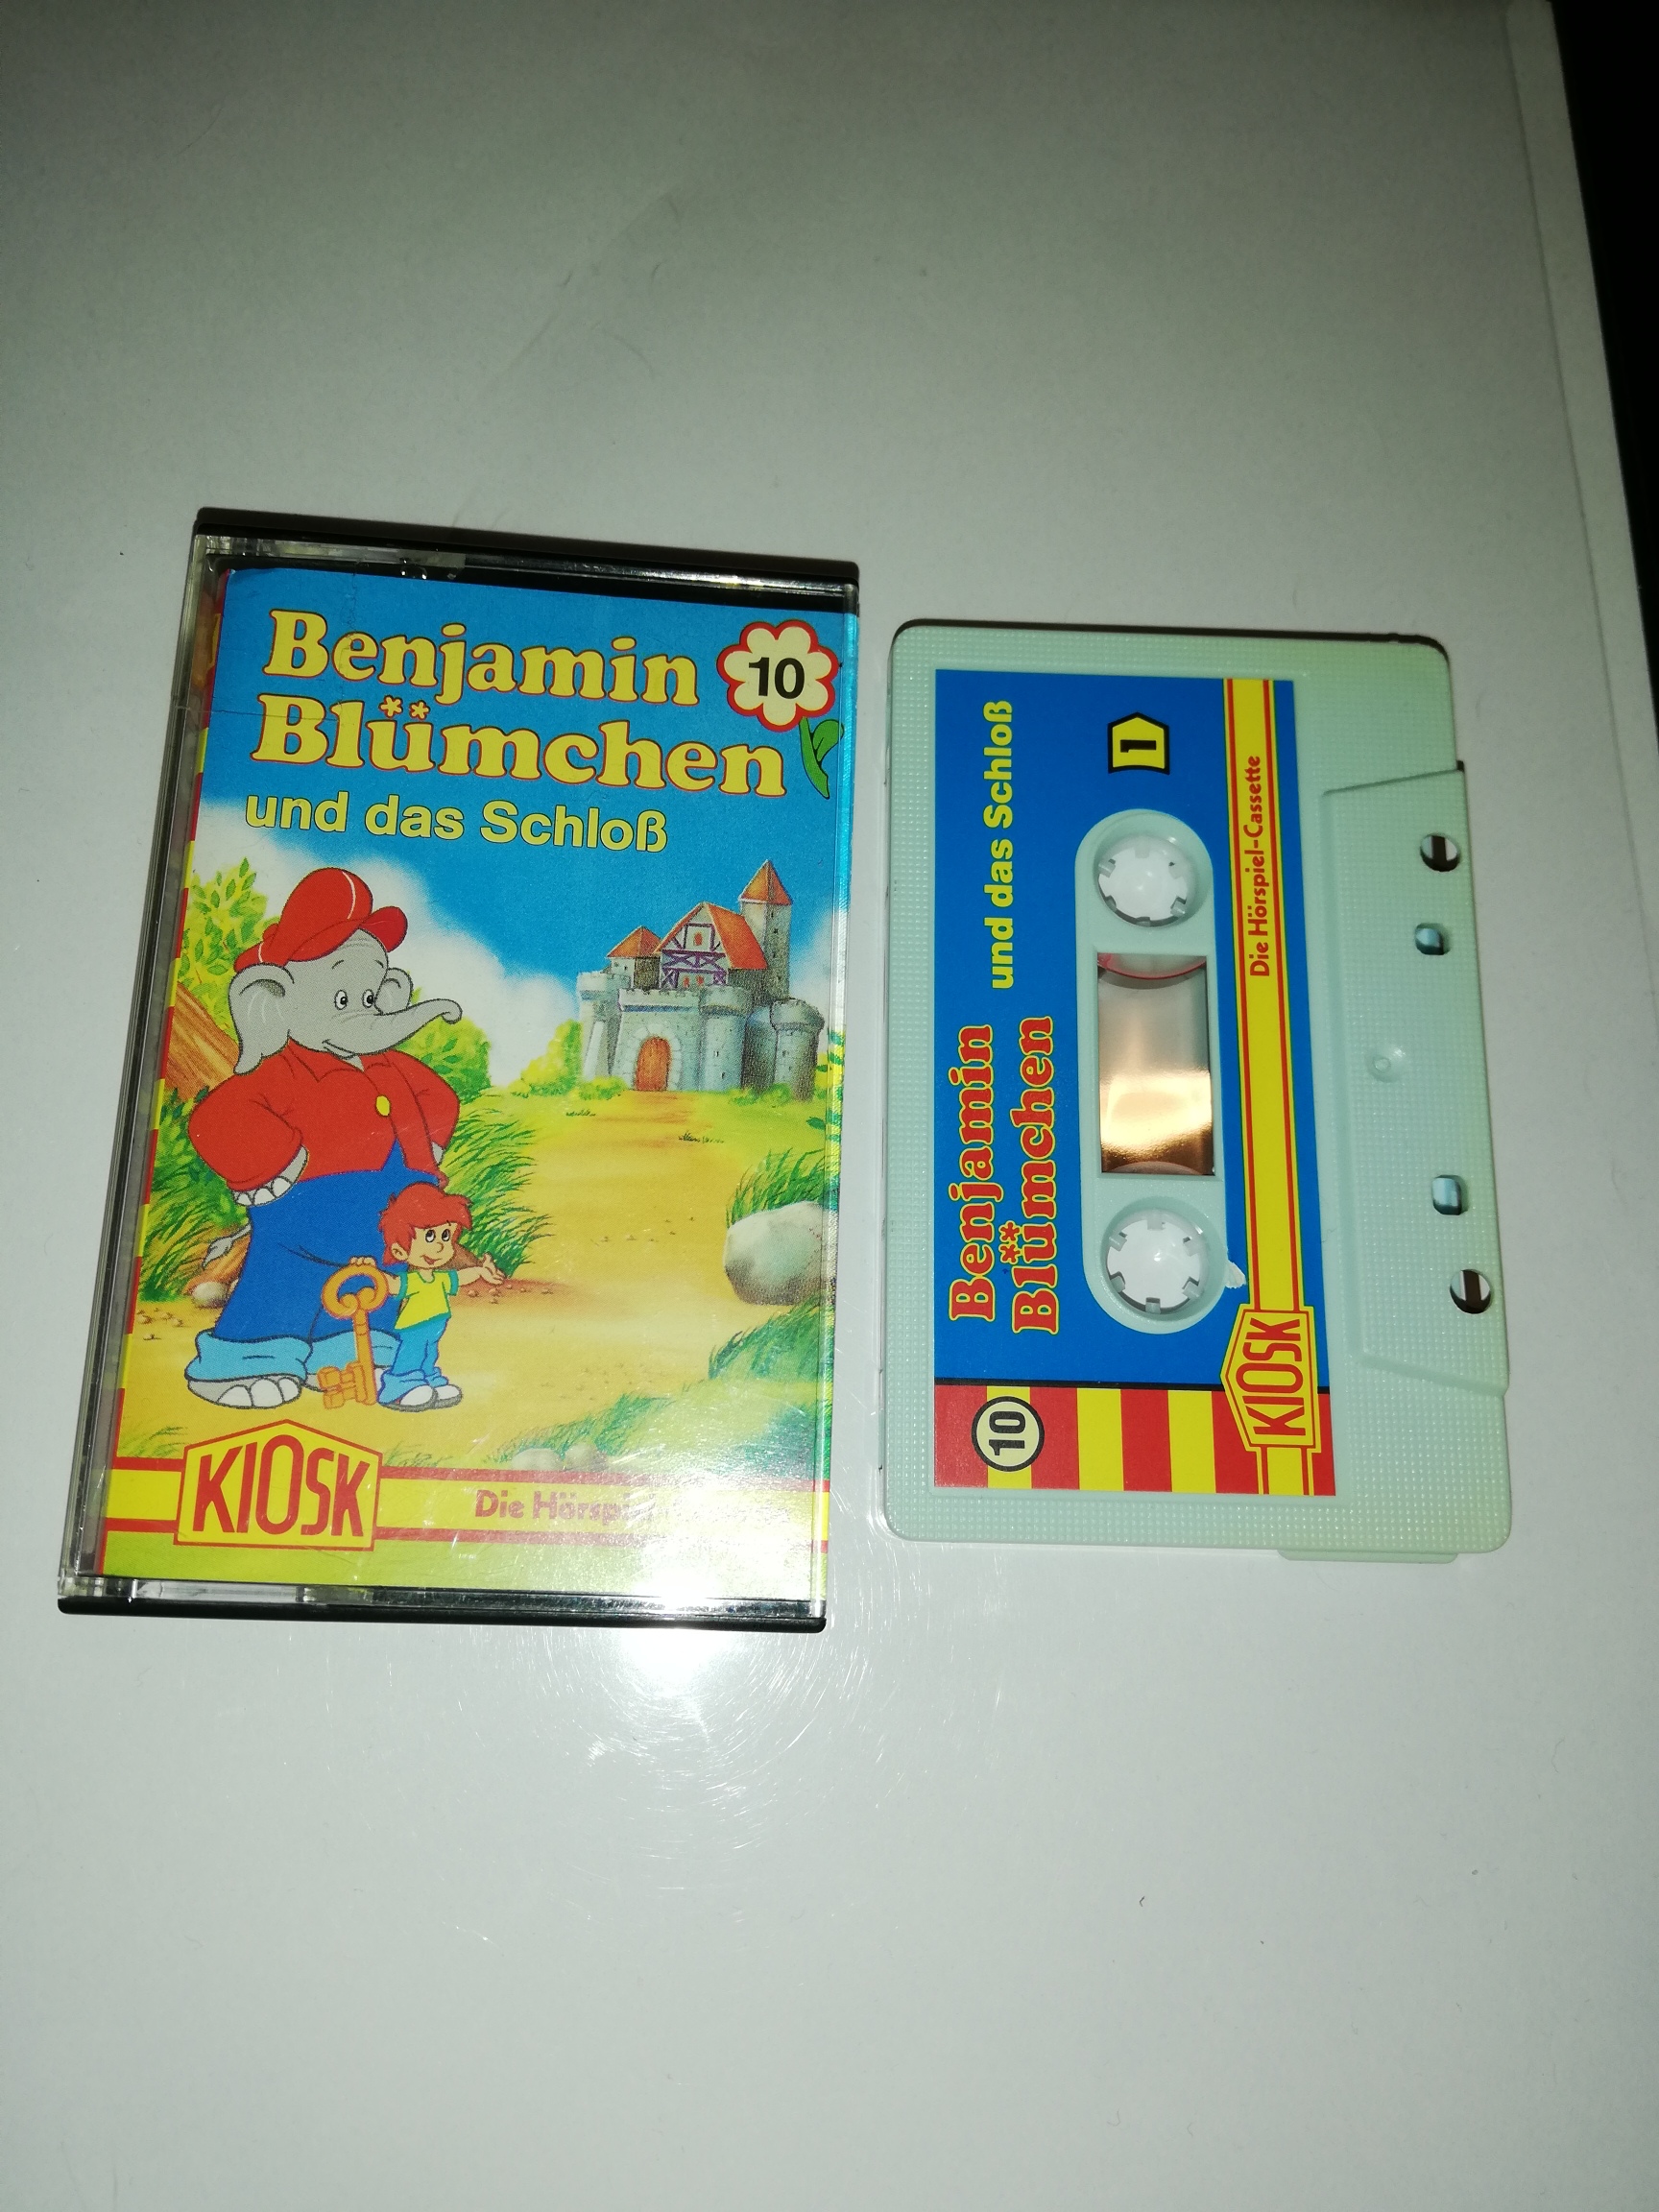 Benjamin
Blümchen
10
und das Schloß
KIOSK
Die
Benjamin
Blümchen
und das Schloß
1
Die Hörspiel-Cassette
10
KIOSK